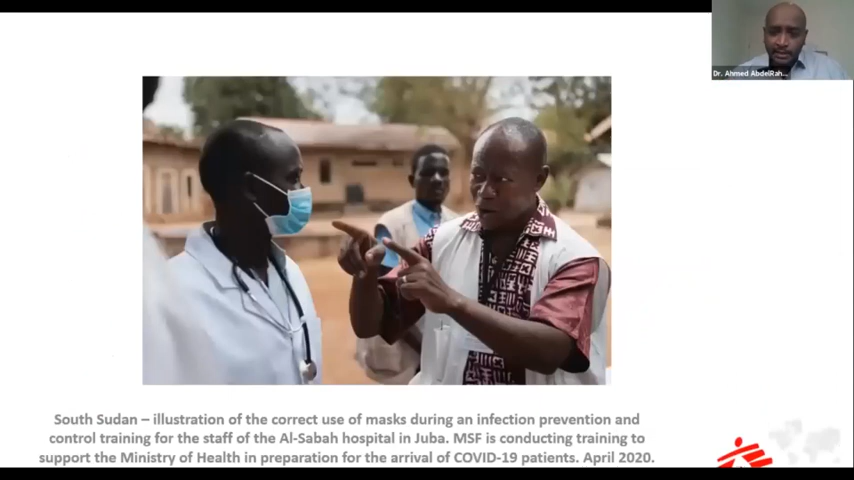 Dr. Ahmed AbdelRah...
South Sudan – illustration of the correct use of masks during an infection prevention and
control training for the staff of the Al-Sabah hospital in Juba. MSF is conducting training to
support the Ministry of Health in preparation for the arrival of COVID-19 patients. April 2020.